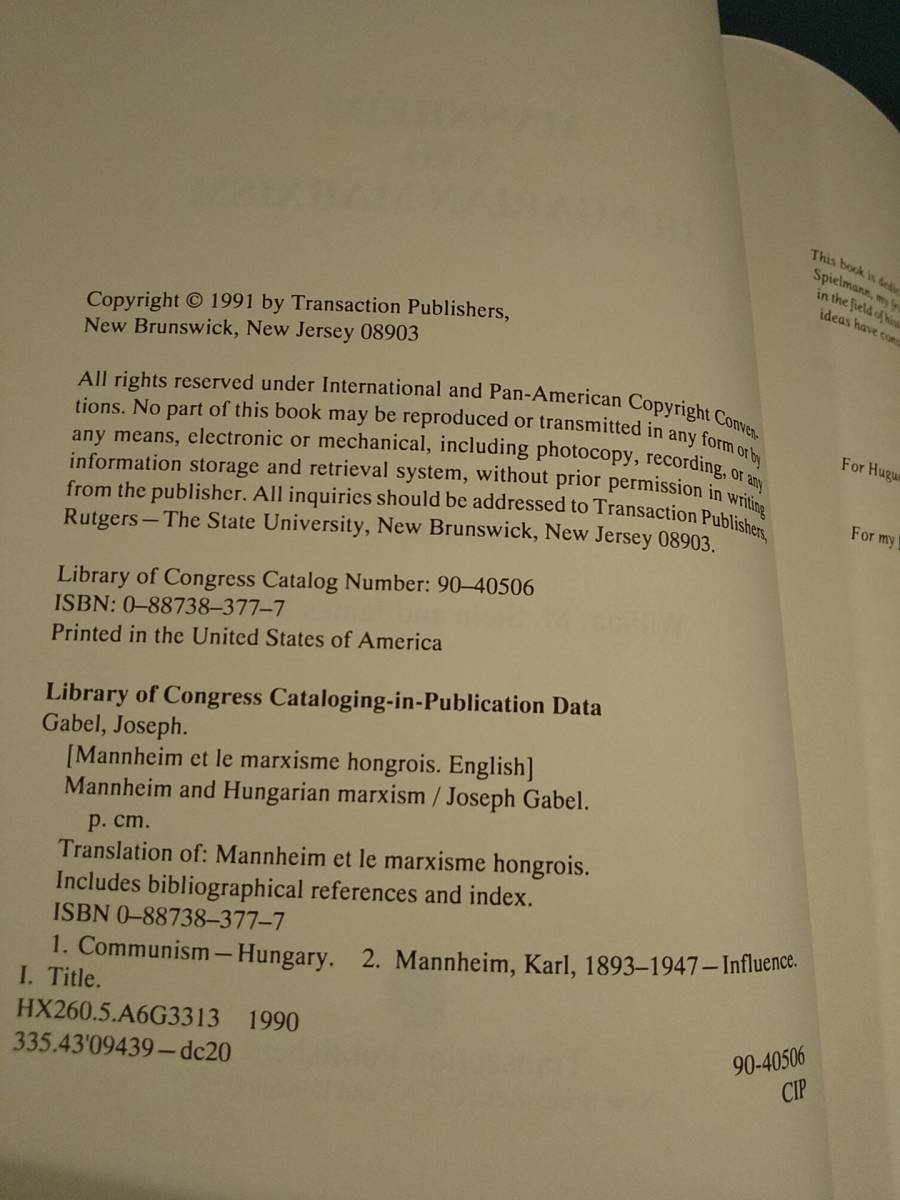 Copyright © 1991 by Transaction Publishers,
New Brunswick, New Jersey 08903
All rights reserved under International and Pan-American Copyright Conven-
tions. No part of this book may be reproduced or transmitted in any form or by
any means, electronic or mechanical, including photocopy, recording, or any
information storage and retrieval system, without prior permission in writing
from the publisher. All inquiries should be addressed to Transaction Publishers,
Rutgers—The State University, New Brunswick, New Jersey 08903.
Library of Congress Catalog Number: 90–40506
ISBN: 0–88738–377–7
Printed in the United States of America
Library of Congress Cataloging-in-Publication Data
Gabel, Joseph.
[Mannheim et le marxisme hongrois. English]
Mannheim and Hungarian marxism / Joseph Gabel.
p. cm.
Translation of: Mannheim et le marxisme hongrois.
Includes bibliographical references and index.
ISBN 0–88738–377–7
1. Communism—Hungary. 2. Mannheim, Karl, 1893–1947—Influence.
I. Title.
HX260.5.A6G3313 1990
335.43'09439—dc20
90-40506
CIP
This book is
Spielmann, my
in the field of
ideas have
For
For my